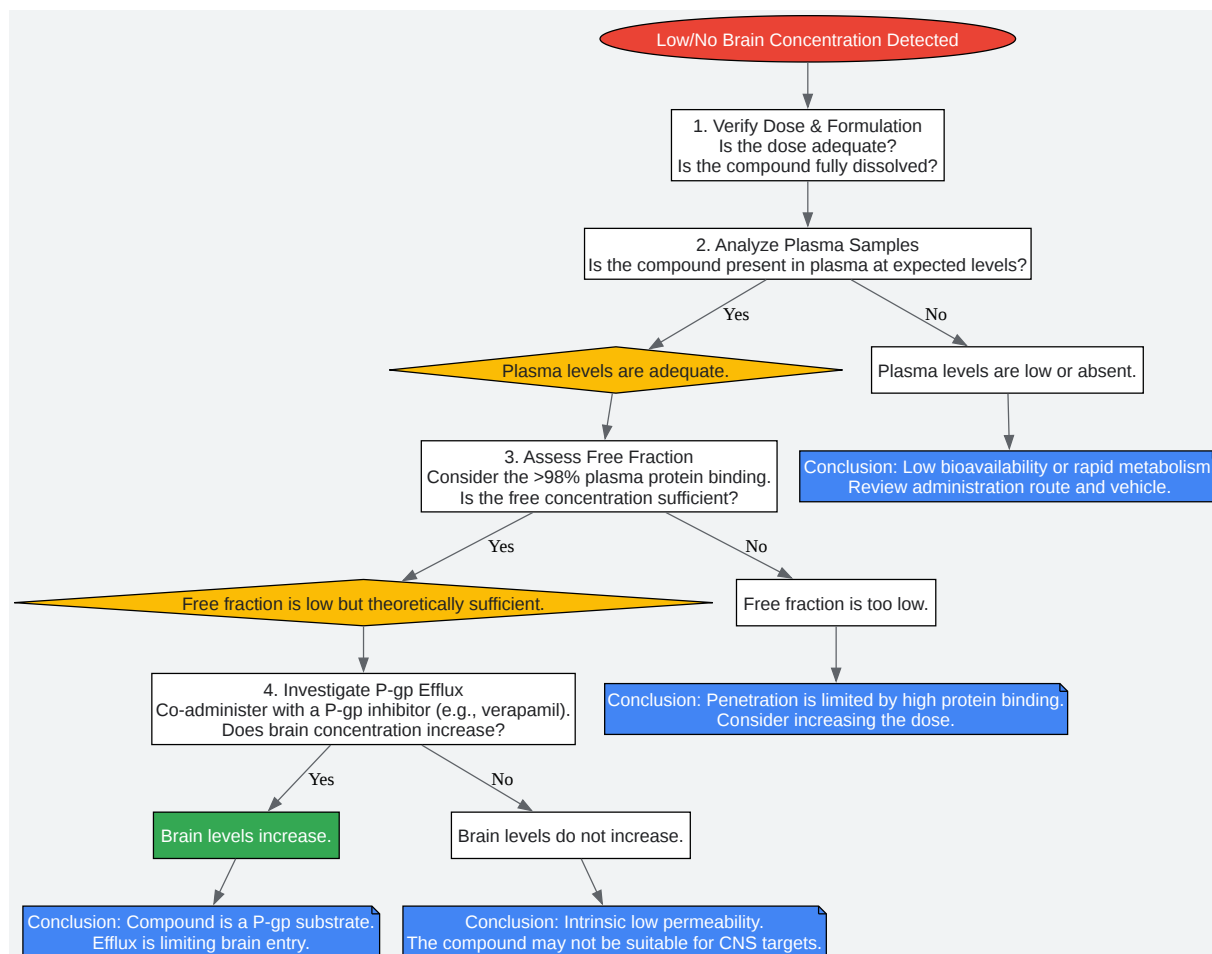 Low/No Brain Concentration Detected
1. Verify Dose & Formulation
Is the dose adequate?
Is the compound fully dissolved?
2. Analyze Plasma Samples
Is the compound present in plasma at expected levels?
Yes
No
Plasma levels are adequate.
Plasma levels are low or absent.
3. Assess Free Fraction
Consider the >98% plasma protein binding.
Is the free concentration sufficient?
Conclusion: Low bioavailability or rapid metabolism
Review administration route and vehicle.
Yes
No
Free fraction is low but theoretically sufficient.
Free fraction is too low.
4. Investigate P-gp Efflux
Co-administer with a P-gp inhibitor (e.g., verapamil).
Does brain concentration increase?
Conclusion: Penetration is limited by high protein binding.
Consider increasing the dose.
Yes
No
Brain levels increase.
Brain levels do not increase.
Conclusion: Compound is a P-gp substrate.
Efflux is limiting brain entry.
Conclusion: Intrinsic low permeability.
The compound may not be suitable for CNS targets.